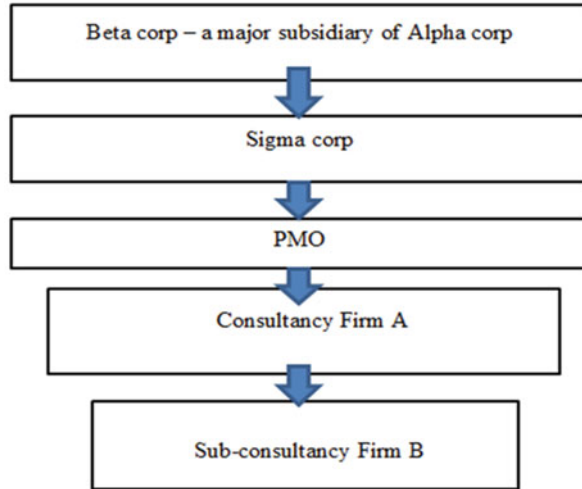 Beta corp – a major subsidiary of Alpha corp
Sigma corp
PMO
Consultancy Firm A
Sub-consultancy Firm B